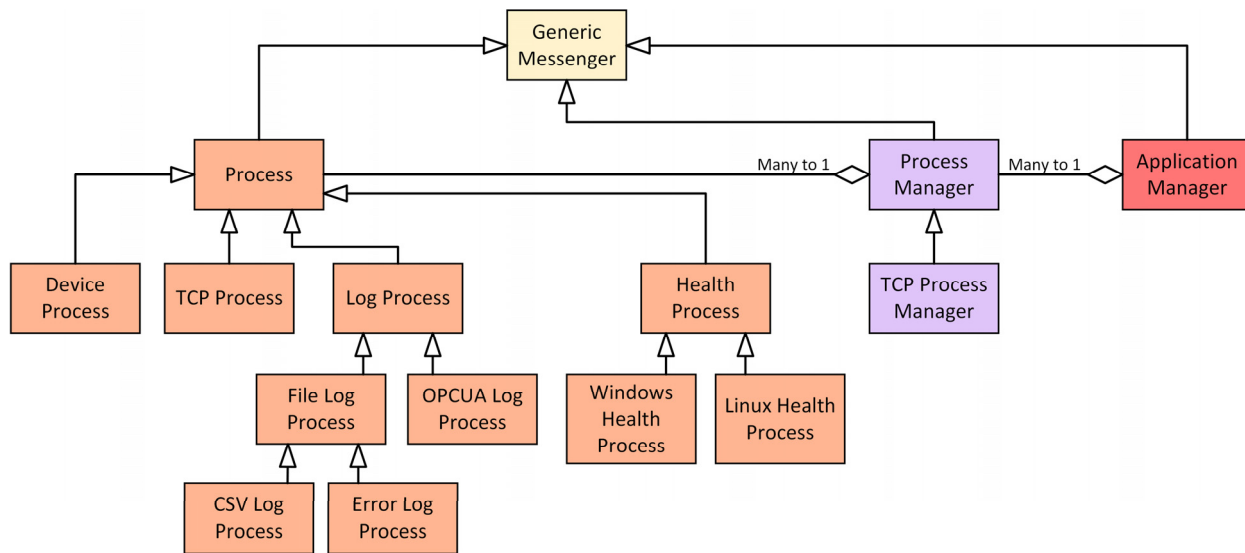 Generic
Messenger
Process
Many to 1
Process
Manager
Many to 1
Application
Manager
Device
Process
TCP Process
Log Process
Health
Process
TCP Process
Manager
File Log
Process
OPCUA Log
Process
Windows
Health
Process
Linux Health
Process
CSV Log
Process
Error Log
Process